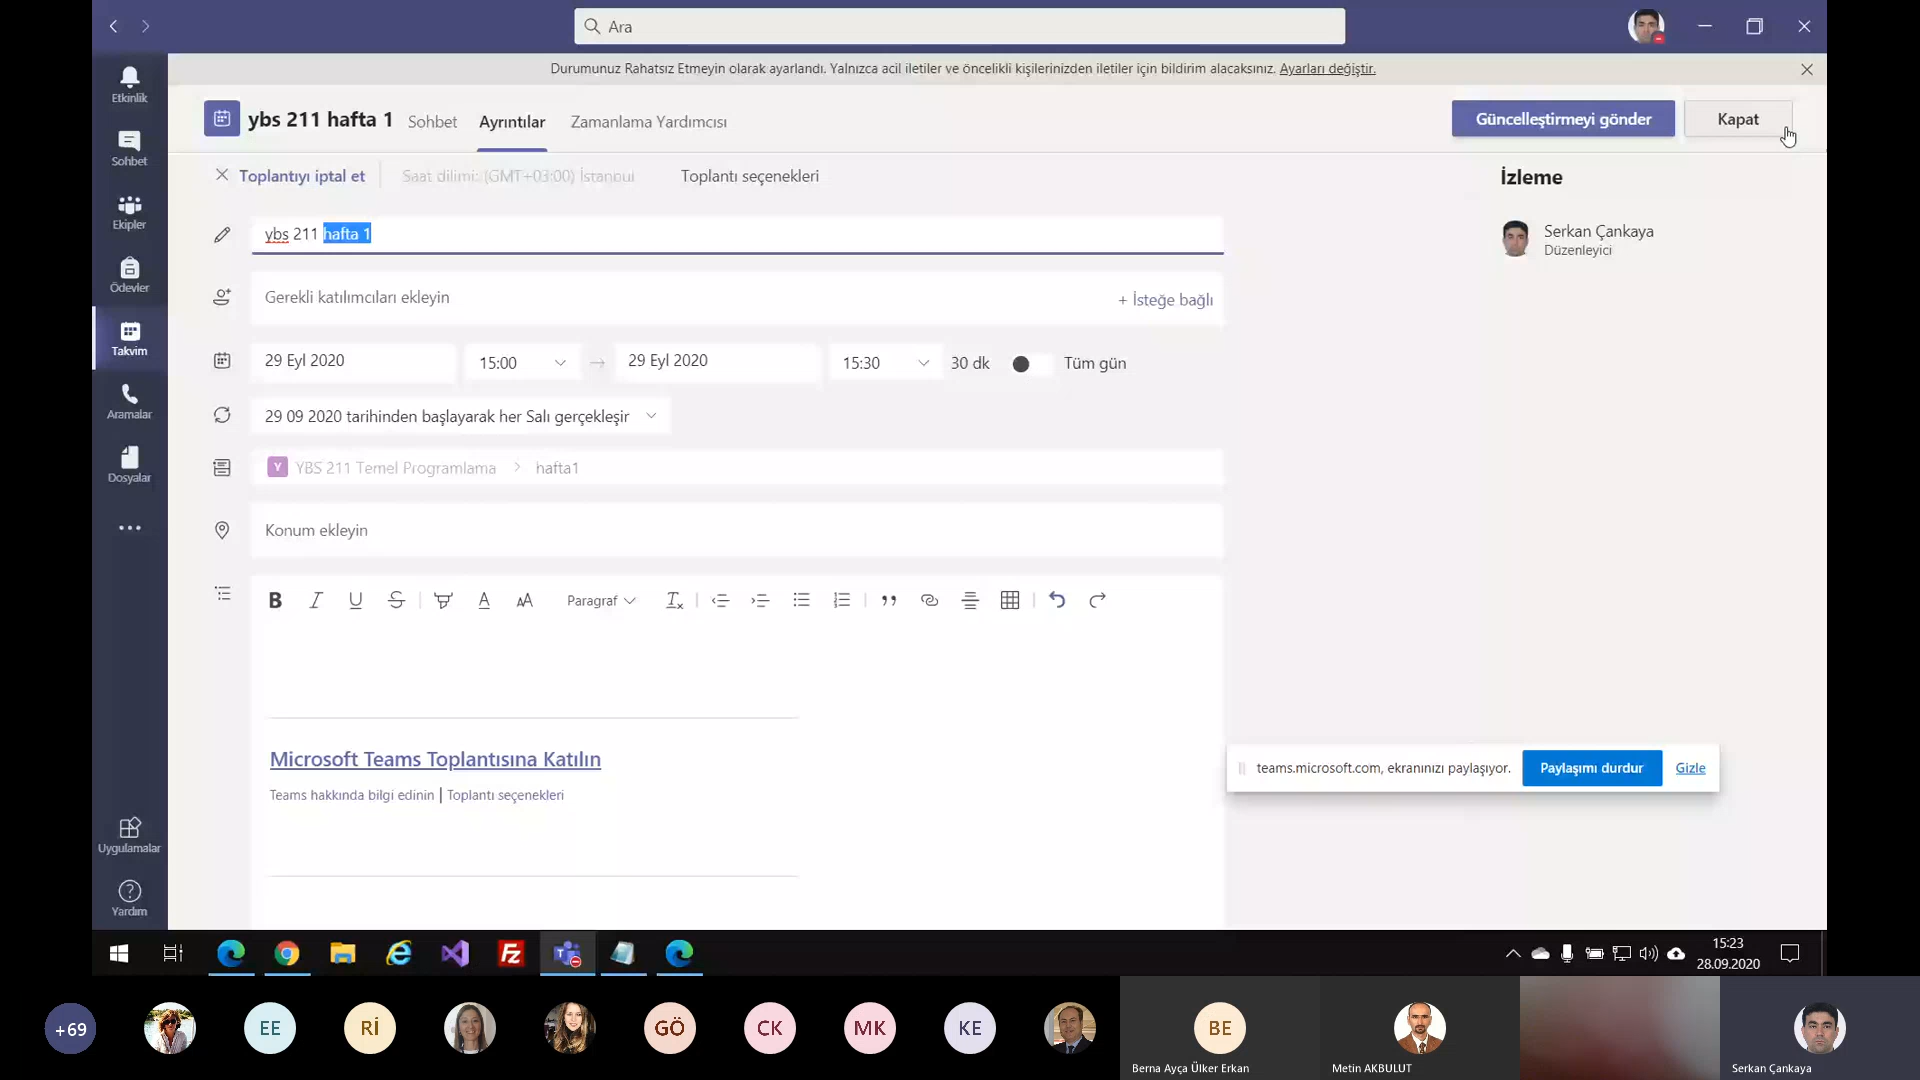 Ara
Durumunuz Rahatsız Etmeyin olarak ayarlandı. Yalnızca acil iletiler ve öncelikli kişilerinizden iletiler için bildirim alacaksınız. Ayarları değiştir.
Etkinlik
Sohbet
Ekipler
Ödevler
Takvim
Aramalar
Dosyalar
Uygulamalar
Yardım
ybs 211 hafta 1 Sohbet Ayrıntılar Zamanlama Yardımcısı
Güncelleştirmeyi gönder Kapat
Toplantıyı iptal et Saat dilimi: (GMT+03:00) İstanbul Toplantı seçenekleri
İzleme
Serkan Çankaya
Düzenleyici
ybs 211 hafta 1
Gerekli katılımcıları ekleyin + İsteğe bağlı
29 Eyl 2020 15:00 → 29 Eyl 2020 15:30 30 dk Tüm gün
29 09 2020 tarihinden başlayarak her Salı gerçekleşir
Y YBS 211 Temel Programlama > hafta1
Konum ekleyin
B I U S A AA Paragraf
Microsoft Teams Toplantısına Katılın
Teams hakkında bilgi edinin | Toplantı seçenekleri
teams.microsoft.com, ekranınızı paylaşıyor. Paylaşımı durdur Gizle
15:23
28.09.2020
+69 EE Rİ GÖ CK MK KE BE
Berna Ayça Ülker Erkan Metin AKBULUT Serkan Çankaya